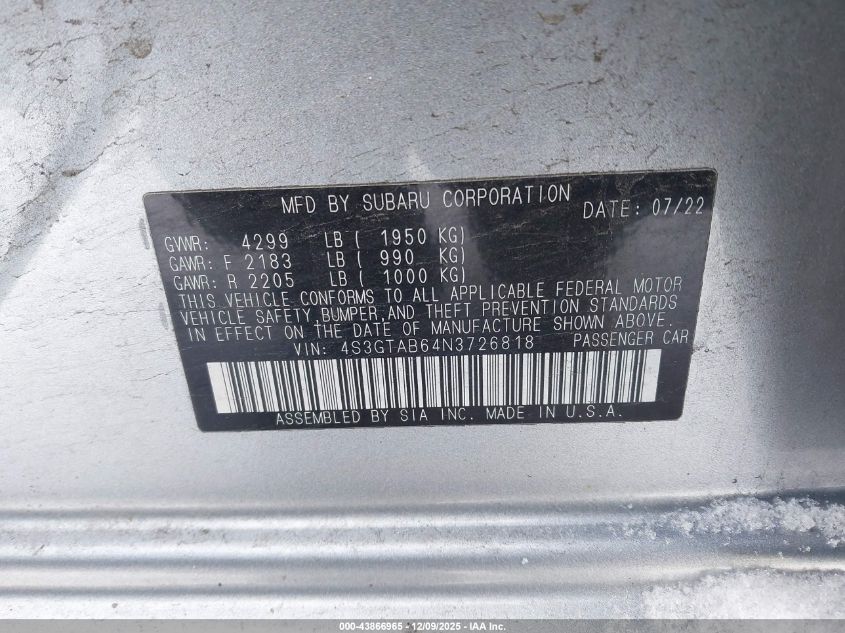 MFD BY SUBARU CORPORATION DATE: 07/22
GVWR: 4299 LB ( 1950 KG)
GAWR: F 2183 LB ( 990 KG)
GAWR: R 2205 LB ( 1000 KG)
THIS VEHICLE CONFORMS TO ALL APPLICABLE FEDERAL MOTOR
VEHICLE SAFETY,BUMPER,AND THEFT PREVENTION STANDARDS
IN EFFECT ON THE DATE OF MANUFACTURE SHOWN ABOVE.
VIN: 4S3GTAB64N3726818 PASSENGER CAR
ASSEMBLED BY SIA INC. MADE IN U.S.A.
000-43866965 - 12/09/2025 - IAA Inc.